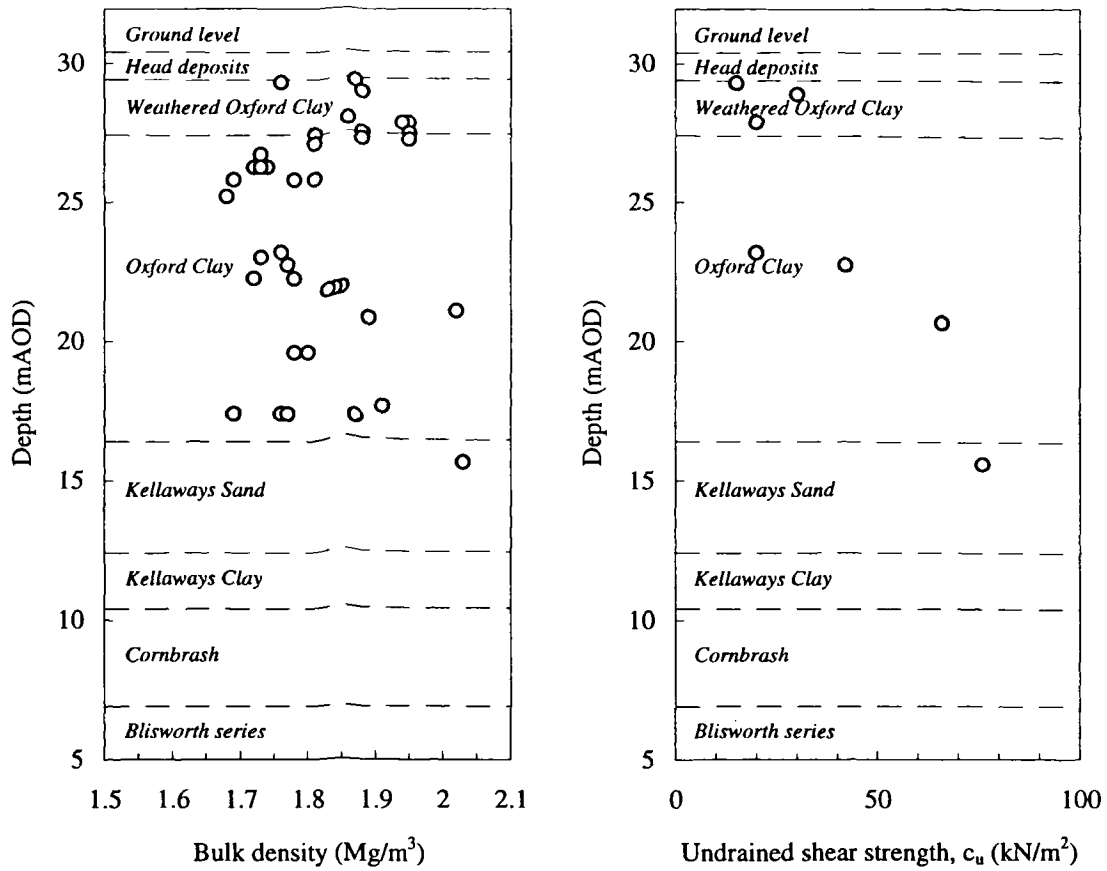 Ground level
30
Head deposits
Weathered Oxford Clay
25
Oxford Clay
20
Depth (mAOD)
15
Kellaways Sand
Kellaways Clay
10
Cornbrash
Blisworth series
5
1.5 1.6 1.7 1.8 1.9 2 2.1
Bulk density (Mg/m³)
Ground level
30
Head deposits
Weathered Oxford Clay
25
Oxford Clay
20
Depth (mAOD)
15
Kellaways Sand
Kellaways Clay
10
Cornbrash
Blisworth series
5
0 50 100
Undrained shear strength, cᵤ (kN/m²)